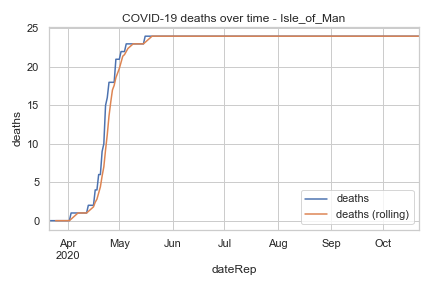 COVID-19 deaths over time - Isle_of_Man
deaths
25
20
15
10
5
0
deaths
deaths (rolling)
Apr May Jun Jul Aug Sep Oct
2020
dateRep